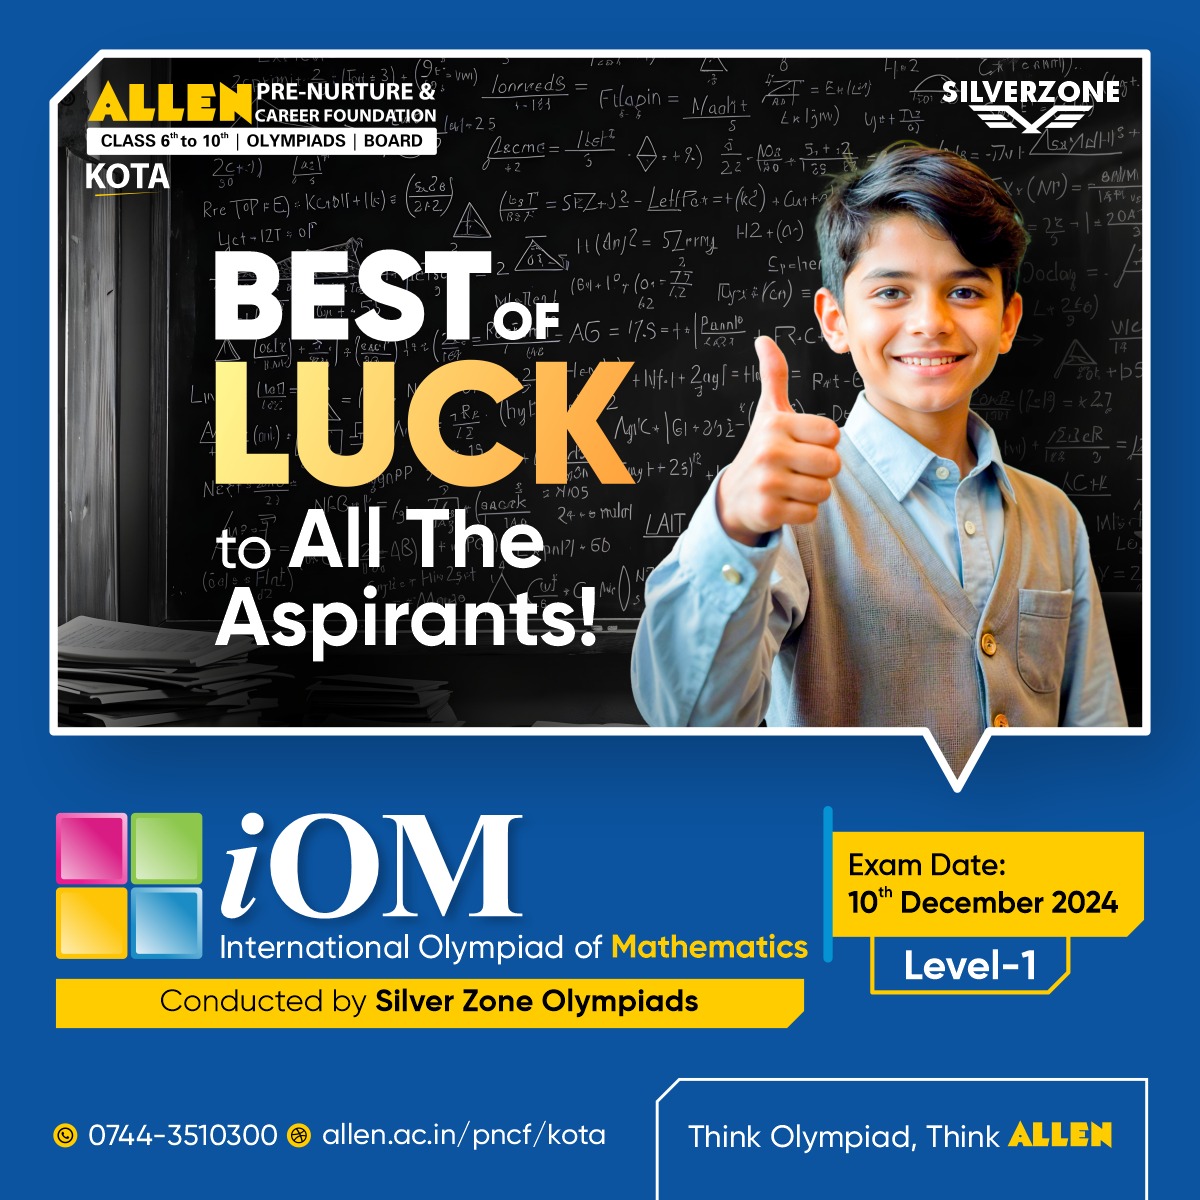 ALLEN PRE-NURTURE &
CAREER FOUNDATION
CLASS 6th to 10th | OLYMPIADS | BOARD
KOTA
SILVERZONE
BEST OF
LUCK
to All The
Aspirants!
iOM
International Olympiad of Mathematics
Conducted by Silver Zone Olympiads
Exam Date:
10th December 2024
Level-1
0744-3510300 allen.ac.in/pncf/kota
Think Olympiad, Think ALLEN